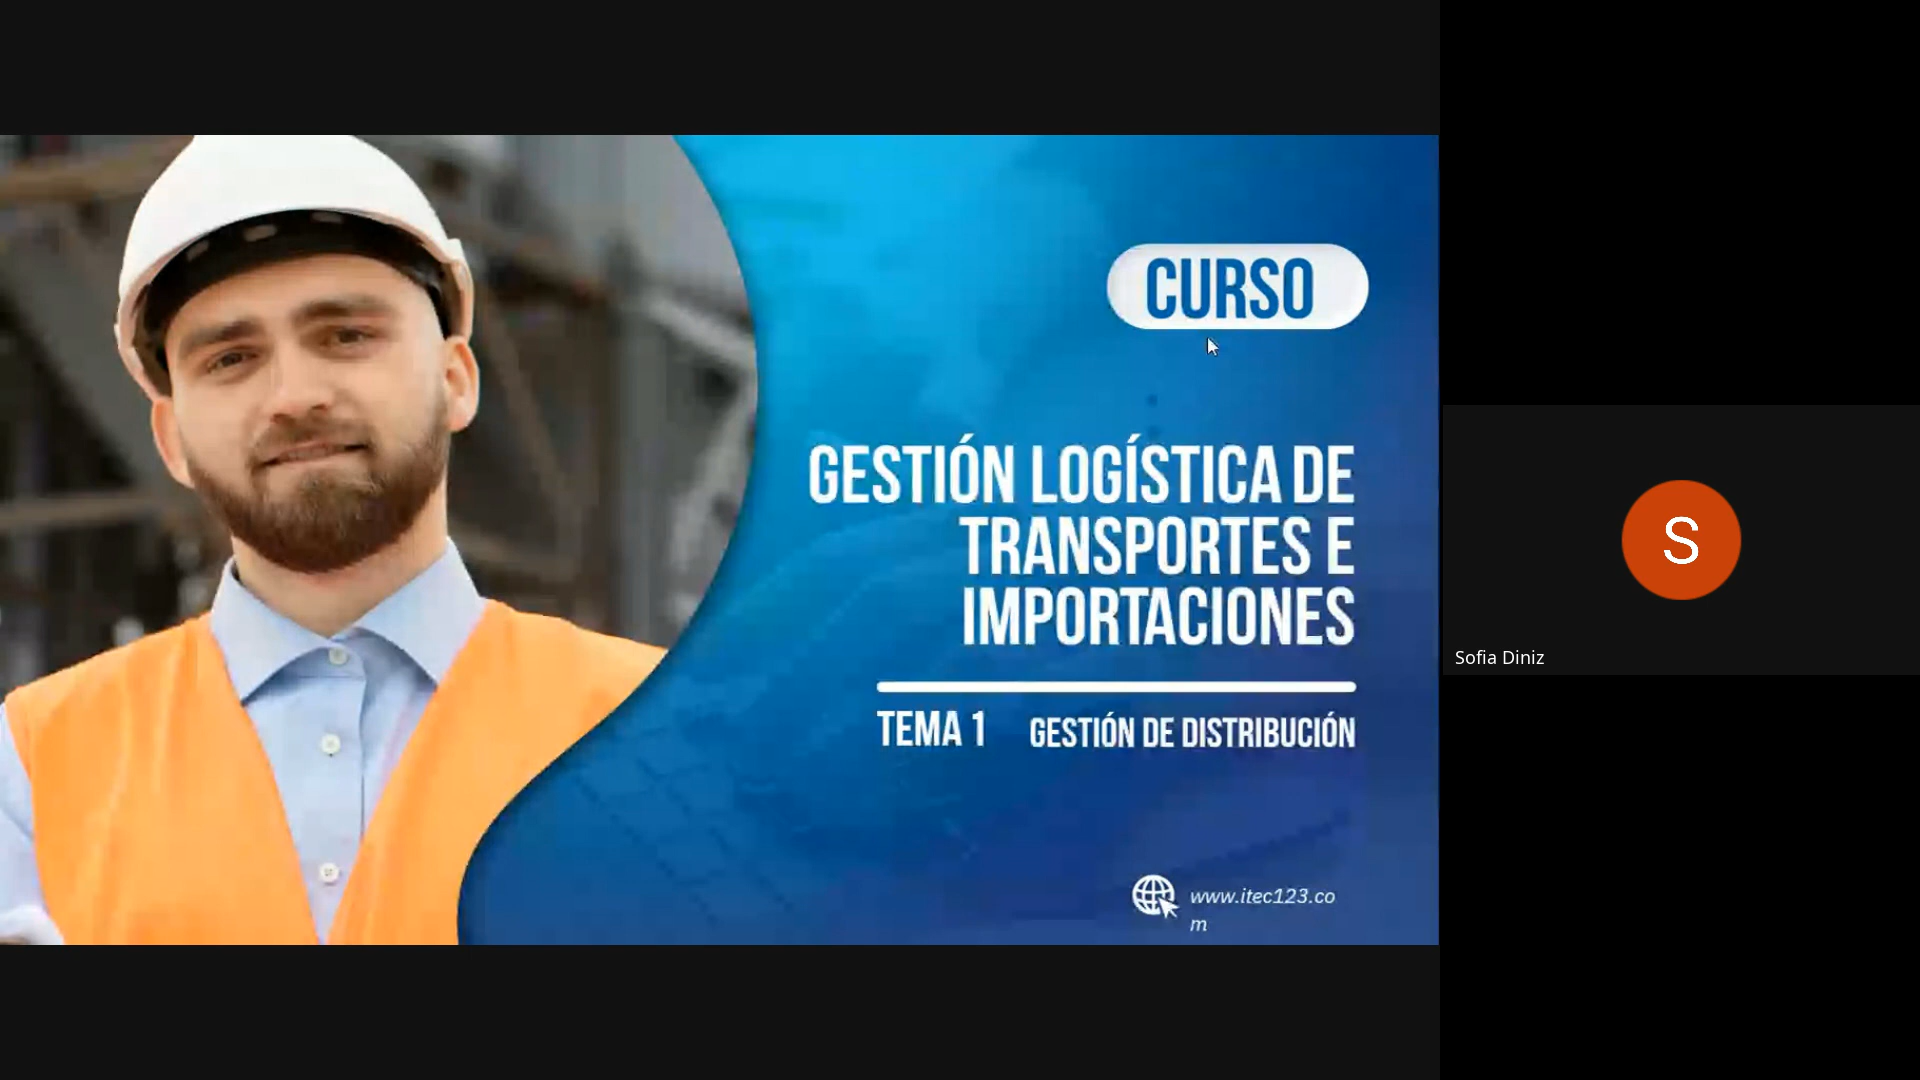 CURSO
GESTIÓN LOGÍSTICA DE
TRANSPORTES E
IMPORTACIONES
TEMA 1 GESTIÓN DE DISTRIBUCIÓN
www.itec123.co
m
S
Sofia Diniz